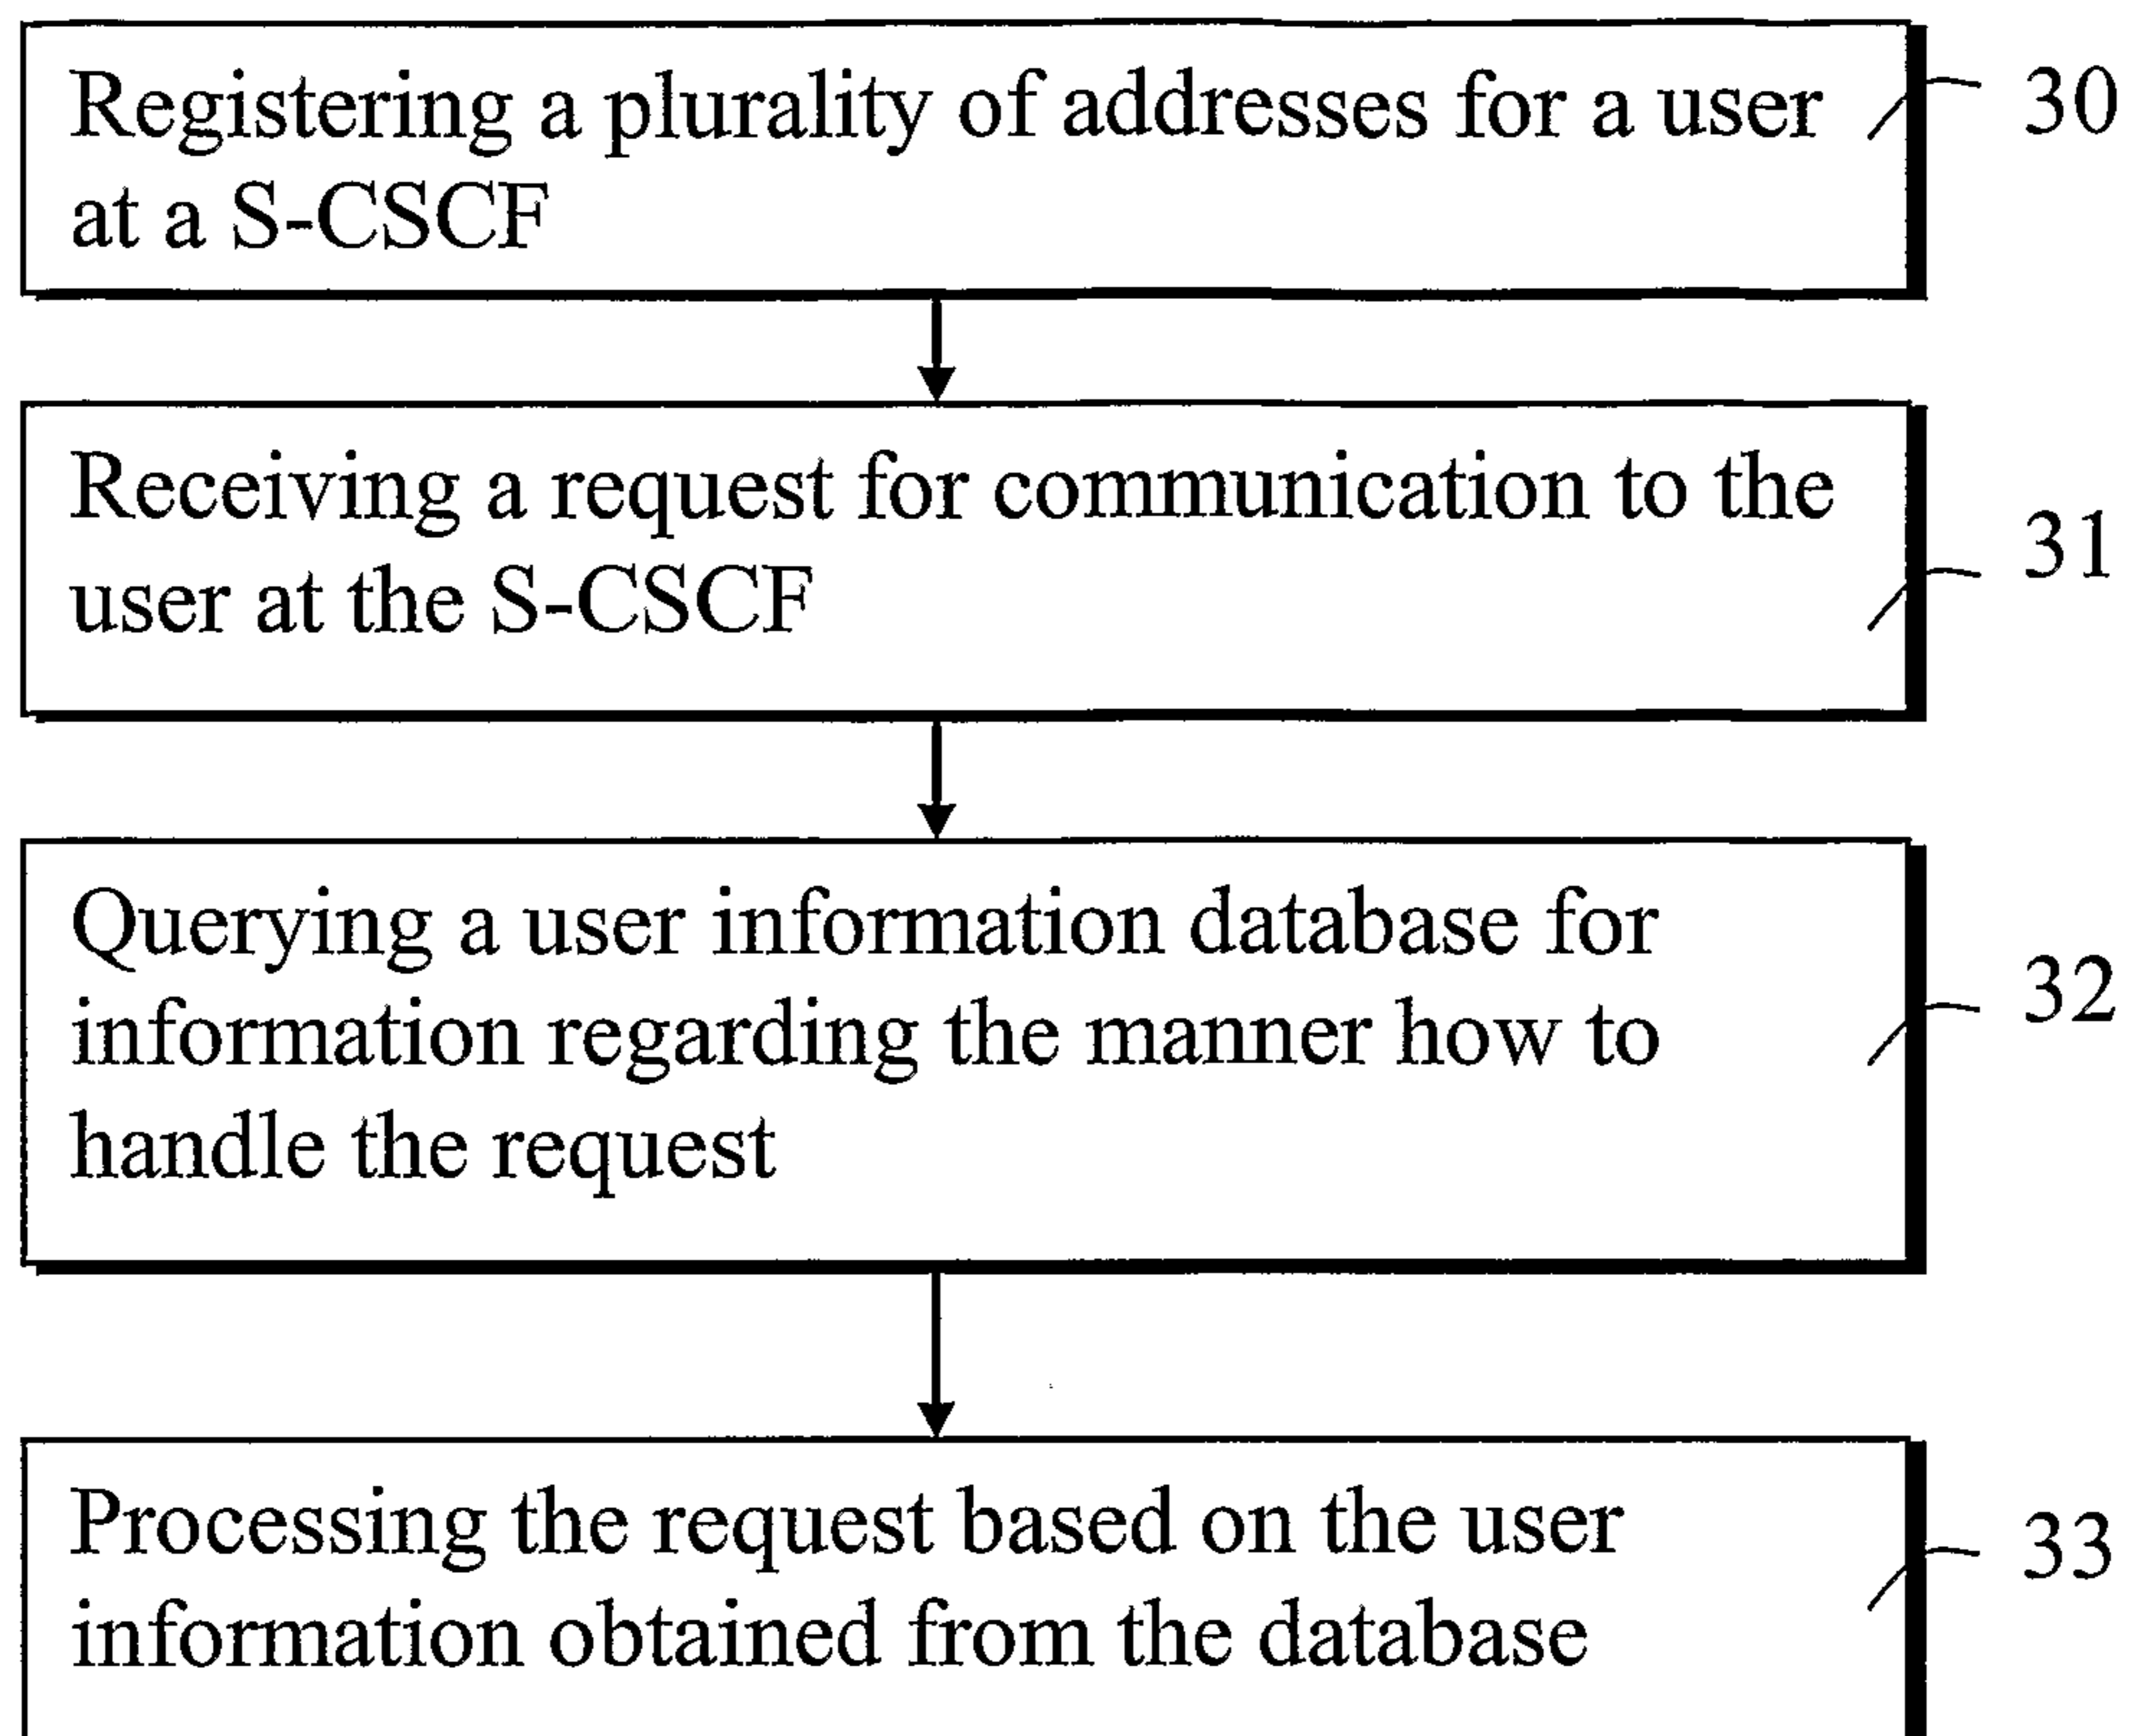 Registering a plurality of addresses for a user
at a S-CSCF
30
Receiving a request for communication to the
user at the S-CSCF
31
Querying a user information database for
information regarding the manner how to
handle the request
32
Processing the request based on the user
information obtained from the database
33